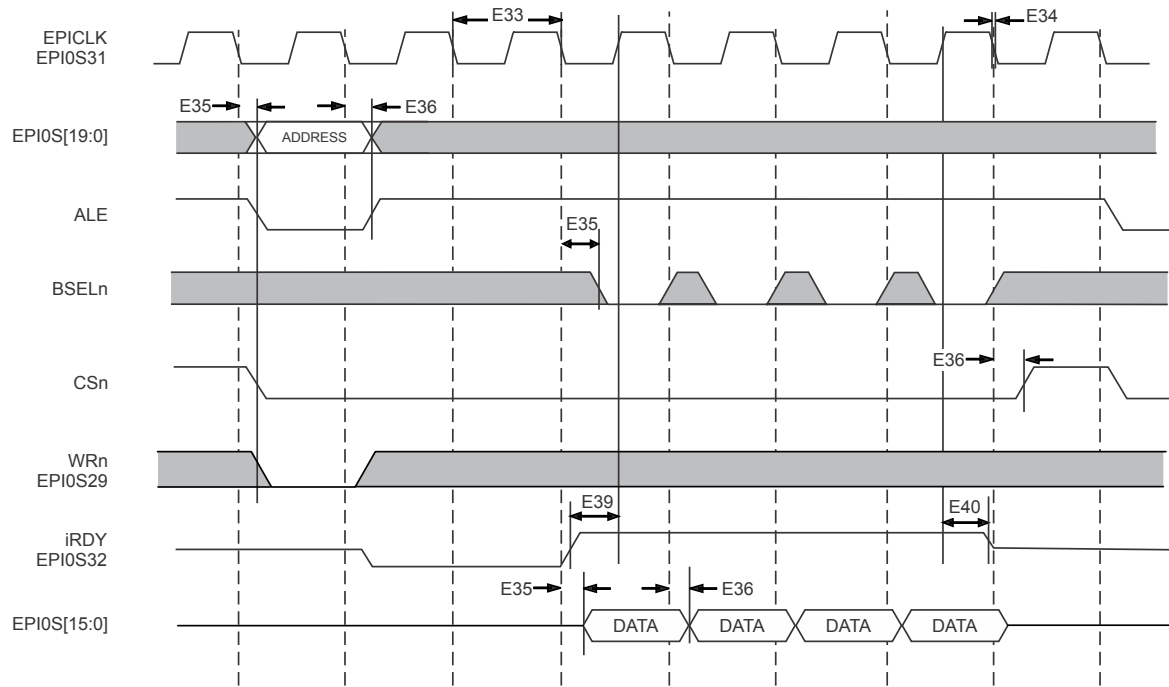 E33
E34
EPICLK
EPI0S31
E35
E36
EPI0S[19:0]
ADDRESS
ALE
E35
BSELn
E36
CSn
WRn
EPI0S29
E39
E40
iRDY
EPI0S32
E35
E36
EPI0S[15:0]
DATA DATA DATA DATA